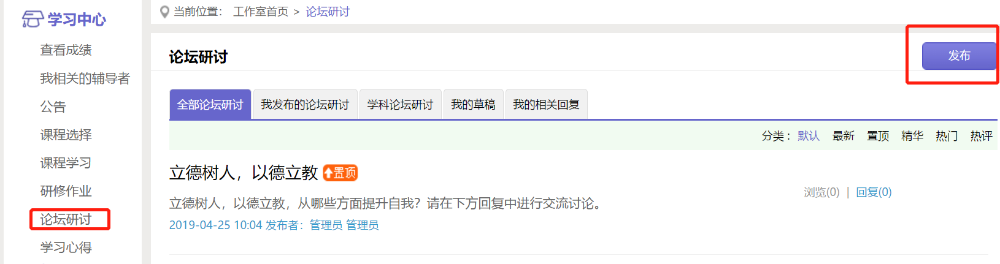 学习中心
查看成绩
我相关的辅导者
公告
课程选择
课程学习
研修作业
论坛研讨
学习心得
当前位置： 工作室首页 > 论坛研讨
论坛研讨
发布
全部论坛研讨 我发布的论坛研讨 学科论坛研讨 我的草稿 我的相关回复
分类： 默认 最新 置顶 精华 热门 热评
立德树人，以德立教 置顶
立德树人，以德立教，从哪些方面提升自我？请在下方回复中进行交流讨论。
浏览(0) | 回复(0)
2019-04-25 10:04 发布者：管理员 管理员